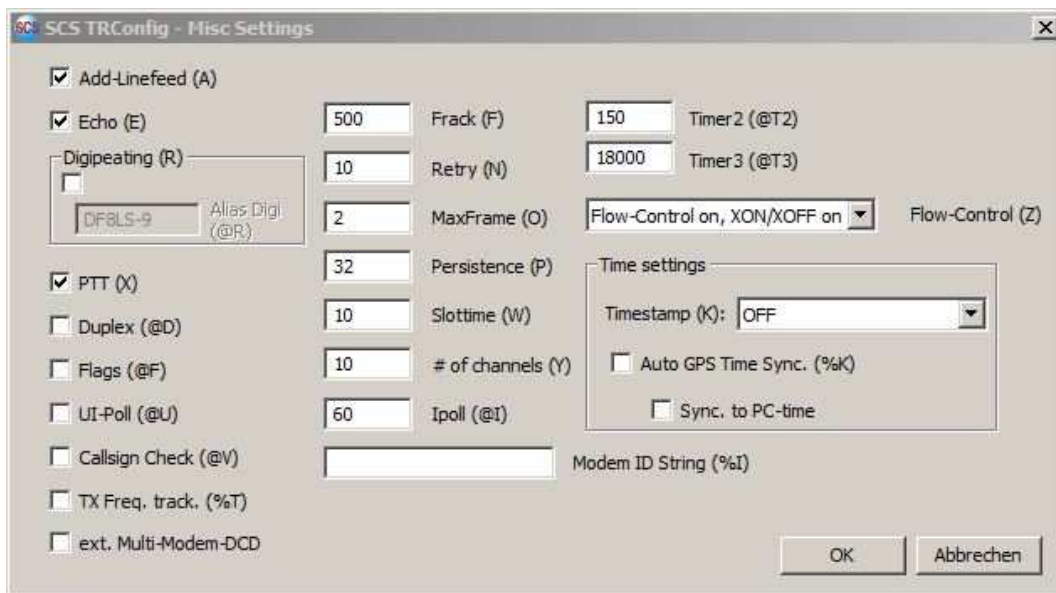 SCS TRConfig - Misc Settings
Add-Linefeed (A)
Echo (E)
Digipeating (R)
DF8LS-9
Alias Digi
(@R)
PTT (X)
Duplex (@D)
Flags (@F)
UI-Poll (@U)
Callsign Check (@V)
TX Freq. track. (%T)
ext. Multi-Modem-DCD
500 Frack (F)
10 Retry (N)
2 MaxFrame (O)
32 Persistence (P)
10 Slottime (W)
10 # of channels (Y)
60 Ipoll (@I)
Modem ID String (%I)
150 Timer2 (@T2)
18000 Timer3 (@T3)
Flow-Control on, XON/XOFF on Flow-Control (Z)
Time settings
Timestamp (K): OFF
Auto GPS Time Sync. (%K)
Sync. to PC-time
OK
Abbrechen